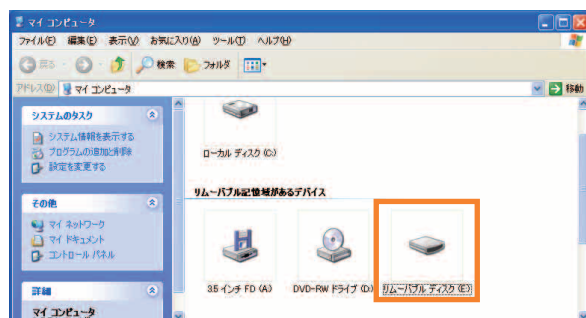 マイ コンピュータ
ファイル(F) 編集(E) 表示(V) お気に入り(A) ツール(T) ヘルプ(H)
戻る 検索 フォルダ
アドレス(D) マイ コンピュータ 移動
システムのタスク
システム情報を表示する
プログラムの追加と削除
設定を変更する
その他
マイ ネットワーク
マイ ドキュメント
コントロール パネル
詳細
マイ コンピュータ
ローカル ディスク (C:)
リムーバブル記憶域があるデバイス
3.5 インチ FD (A:) DVD-RW ドライブ (D:) リムーバブル ディスク (E:)